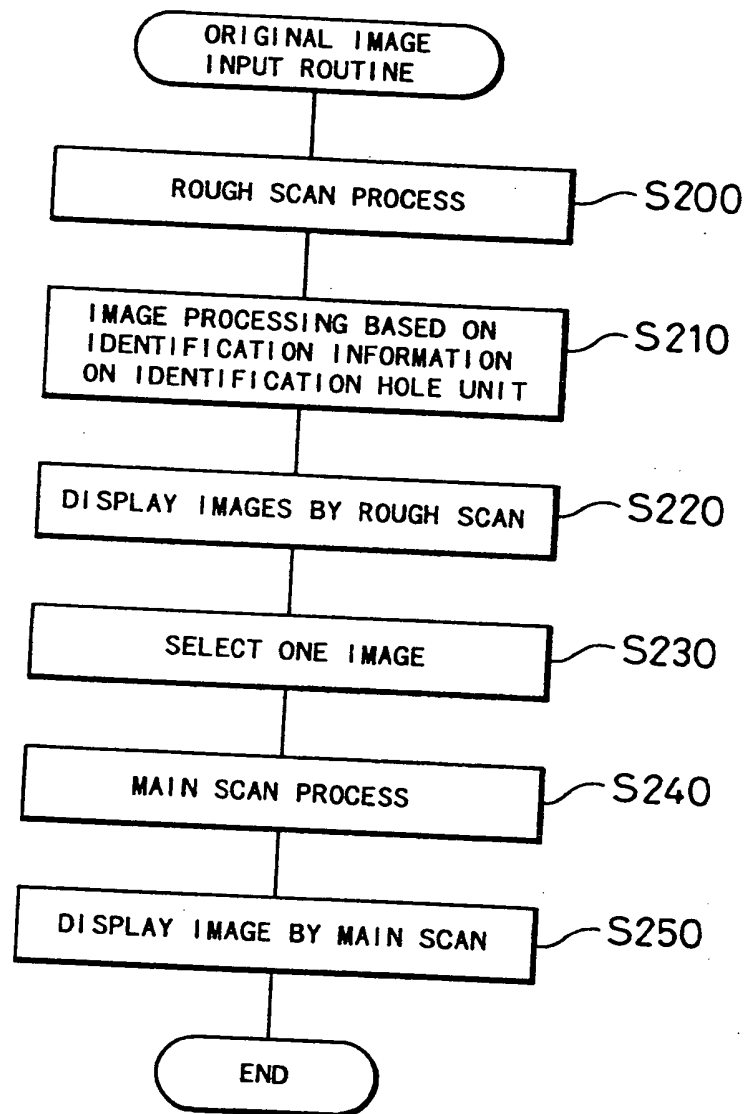 ORIGINAL IMAGE
INPUT ROUTINE
ROUGH SCAN PROCESS
S200
IMAGE PROCESSING BASED ON
IDENTIFICATION INFORMATION
ON IDENTIFICATION HOLE UNIT
S210
DISPLAY IMAGES BY ROUGH SCAN
S220
SELECT ONE IMAGE
S230
MAIN SCAN PROCESS
S240
DISPLAY IMAGE BY MAIN SCAN
S250
END